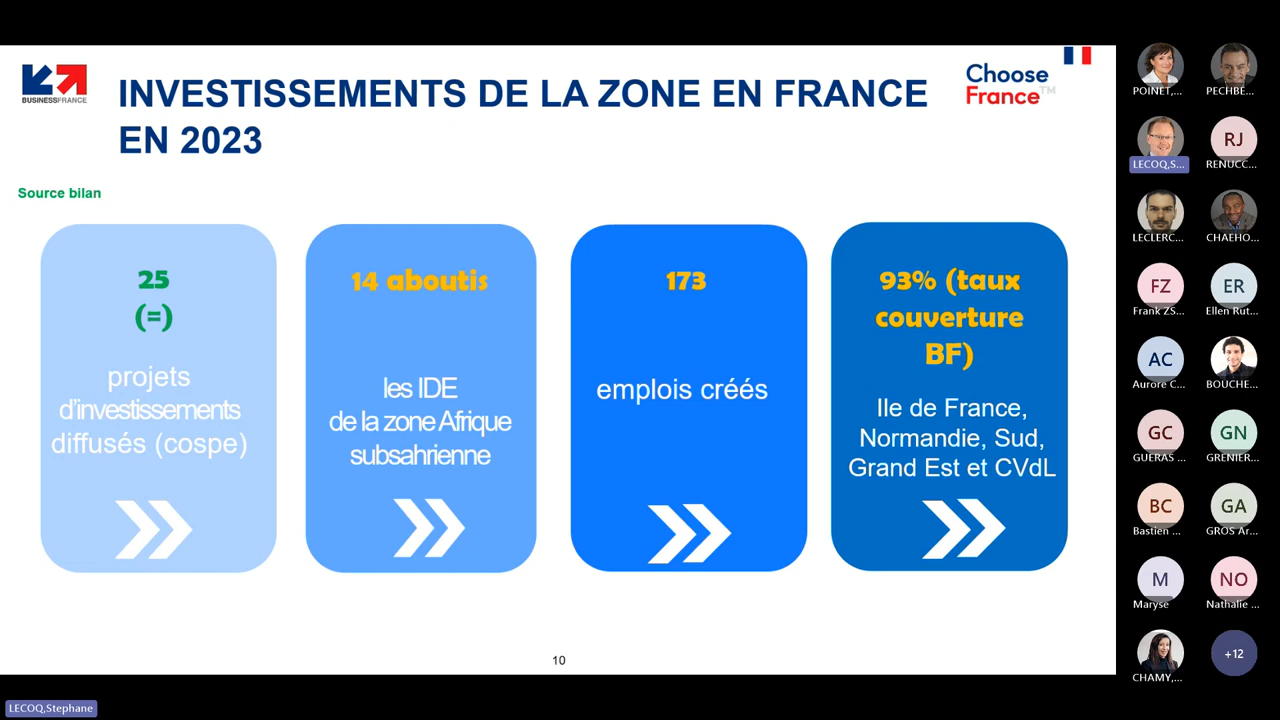 BUSINESSFRANCE
INVESTISSEMENTS DE LA ZONE EN FRANCE
EN 2023
Choose
France™
Source bilan
25
(=)
projets
d'investissements
diffusés (cospe)
14 aboutis
les IDE
de la zone Afrique
subsahrienne
173
emplois créés
93% (taux
couverture
BF)
Ile de France,
Normandie, Sud,
Grand Est et CVdL
10
POINET,...
PECHBE...
LECOQ,S...
RJ
RENUCC...
LECLERC...
CHAEHO...
FZ
Frank ZS...
ER
Ellen Rut...
AC
Aurore C...
BOUCHE...
GC
GUERAS ...
GN
GRENIER...
BC
Bastien ...
GA
GROS Ar...
M
Maryse
NO
Nathalie ...
CHAMY,...
+12
LECOQ,Stephane